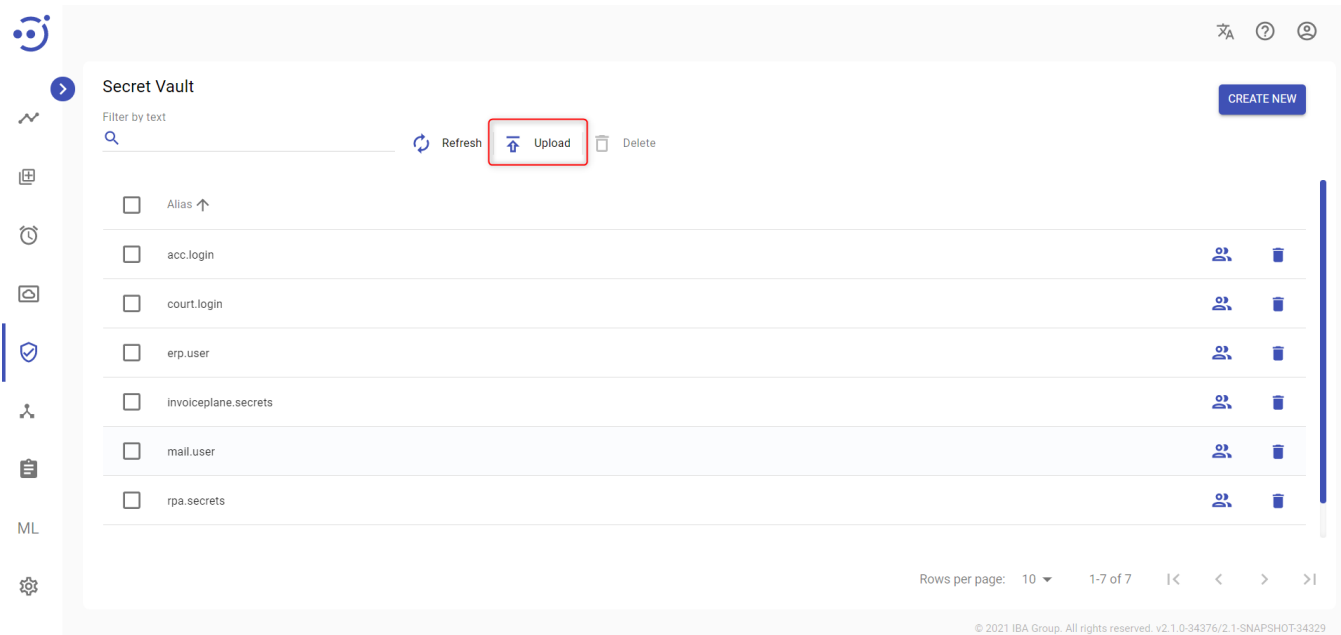 Secret Vault
CREATE NEW
Filter by text
Refresh Upload Delete
Alias
acc.login
court.login
erp.user
invoiceplane.secrets
mail.user
rpa.secrets
ML
Rows per page: 10 1-7 of 7
© 2021 IBA Group. All rights reserved. v2.1.0-34376/2.1-SNAPSHOT-34329